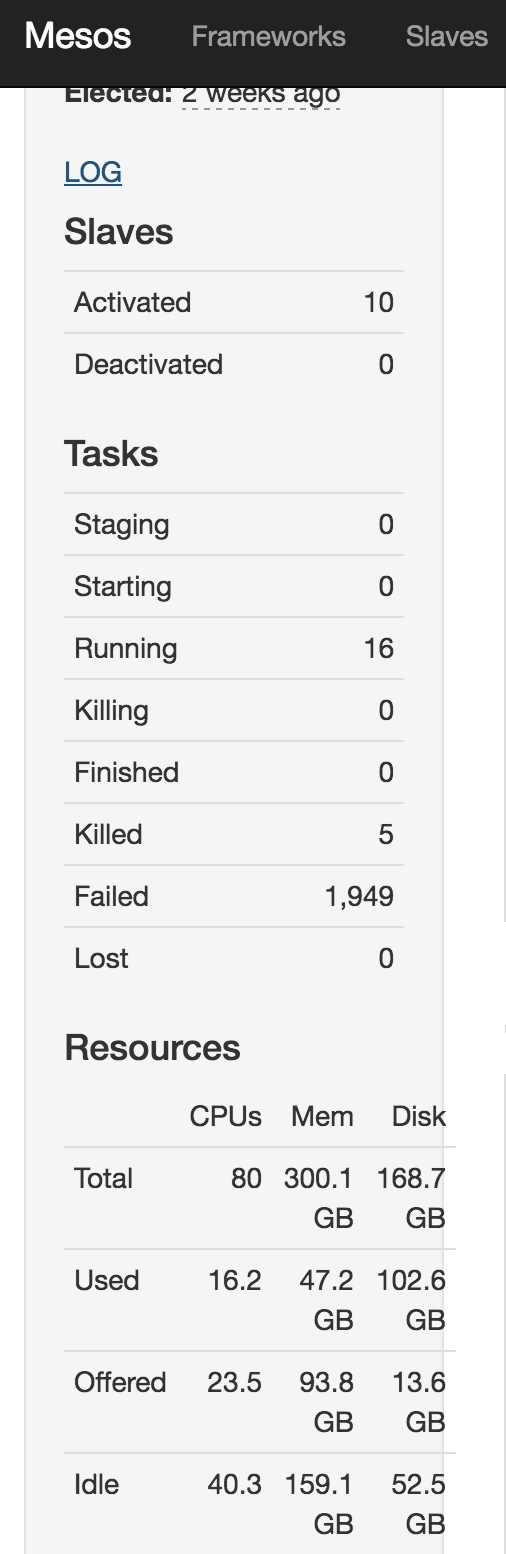 Mesos Frameworks Slaves
Elected: 2 weeks ago
LOG
Slaves
Activated 10
Deactivated 0
Tasks
Staging 0
Starting 0
Running 16
Killing 0
Finished 0
Killed 5
Failed 1,949
Lost 0
Resources
CPUs Mem Disk
Total 80 300.1 168.7
GB GB
Used 16.2 47.2 102.6
GB GB
Offered 23.5 93.8 13.6
GB GB
Idle 40.3 159.1 52.5
GB GB